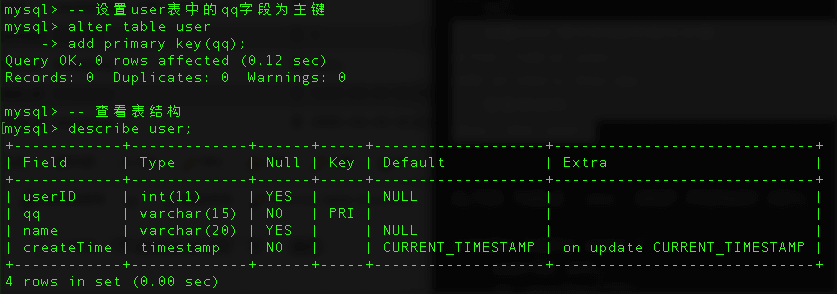 mysql> -- 设置user表中的qq字段为主键
mysql> alter table user
    -> add primary key(qq);
Query OK, 0 rows affected (0.12 sec)
Records: 0  Duplicates: 0  Warnings: 0

mysql> -- 查看表结构
mysql> describe user;
+------------+-------------+------+-----+-------------------+-----------------------------+
| Field      | Type        | Null | Key | Default           | Extra                       |
+------------+-------------+------+-----+-------------------+-----------------------------+
| userID     | int(11)     | YES  |     | NULL              |                             |
| qq         | varchar(15) | NO   | PRI |                   |                             |
| name       | varchar(20) | YES  |     | NULL              |                             |
| createTime | timestamp   | NO   |     | CURRENT_TIMESTAMP | on update CURRENT_TIMESTAMP |
+------------+-------------+------+-----+-------------------+-----------------------------+
4 rows in set (0.00 sec)